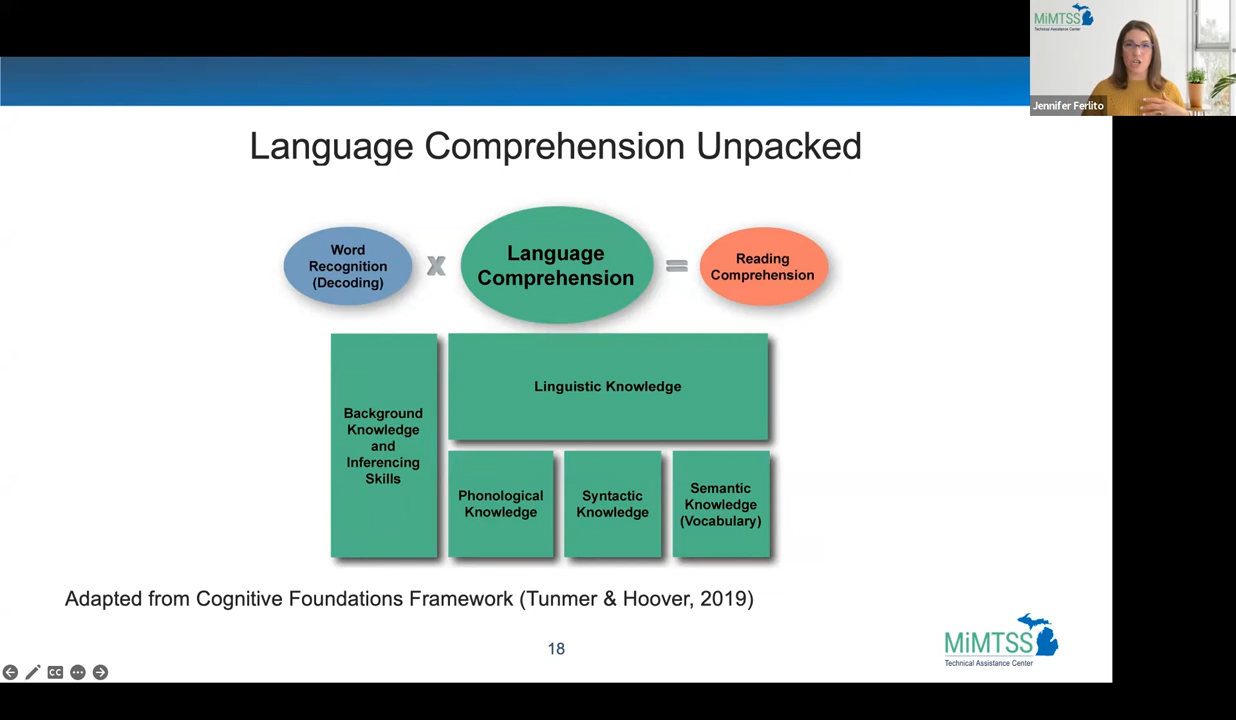 MiMTSS
Technical Assistance Center
Jennifer Ferlito
Language Comprehension Unpacked
Word
Recognition
(Decoding)
X
Language
Comprehension
=
Reading
Comprehension
Background
Knowledge
and
Inferencing
Skills
Linguistic Knowledge
Phonological
Knowledge
Syntactic
Knowledge
Semantic
Knowledge
(Vocabulary)
Adapted from Cognitive Foundations Framework (Tunmer & Hoover, 2019)
18
MiMTSS
Technical Assistance Center
CC